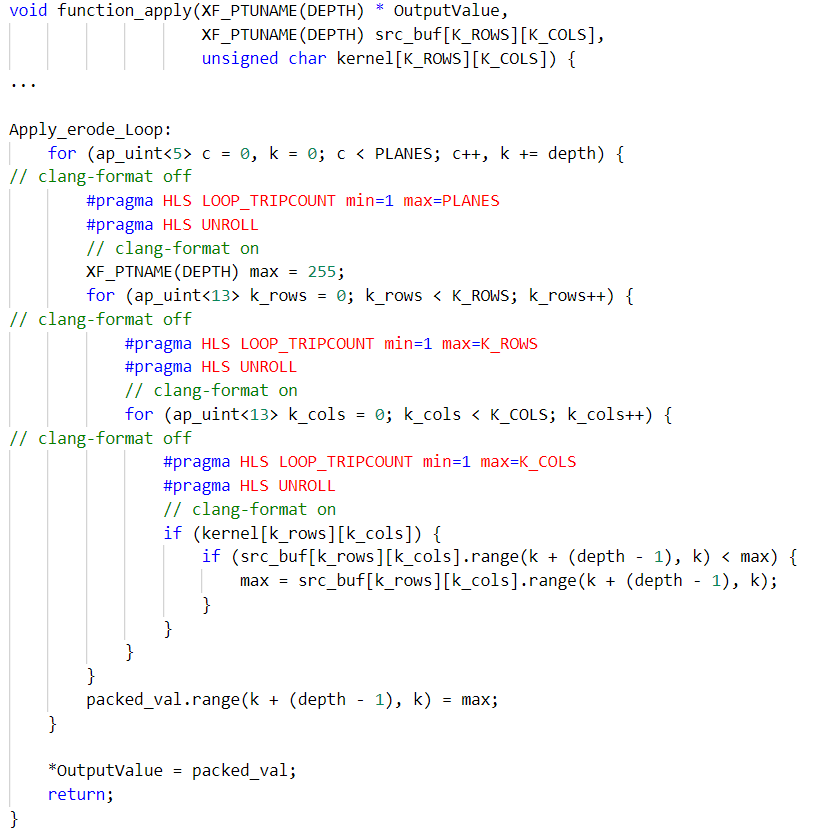 void function_apply(XF_PTUNAME(DEPTH) * OutputValue,
                    XF_PTUNAME(DEPTH) src_buf[K_ROWS][K_COLS],
                    unsigned char kernel[K_ROWS][K_COLS]) {
...

Apply_erode_Loop:
    for (ap_uint<5> c = 0, k = 0; c < PLANES; c++, k += depth) {
// clang-format off
        #pragma HLS LOOP_TRIPCOUNT min=1 max=PLANES
        #pragma HLS UNROLL
        // clang-format on
        XF_PTNAME(DEPTH) max = 255;
        for (ap_uint<13> k_rows = 0; k_rows < K_ROWS; k_rows++) {
// clang-format off
            #pragma HLS LOOP_TRIPCOUNT min=1 max=K_ROWS
            #pragma HLS UNROLL
            // clang-format on
            for (ap_uint<13> k_cols = 0; k_cols < K_COLS; k_cols++) {
// clang-format off
                #pragma HLS LOOP_TRIPCOUNT min=1 max=K_COLS
                #pragma HLS UNROLL
                // clang-format on
                if (kernel[k_rows][k_cols]) {
                    if (src_buf[k_rows][k_cols].range(k + (depth - 1), k) < max) {
                        max = src_buf[k_rows][k_cols].range(k + (depth - 1), k);
                    }
                }
            }
        }
        packed_val.range(k + (depth - 1), k) = max;
    }

    *OutputValue = packed_val;
    return;
}